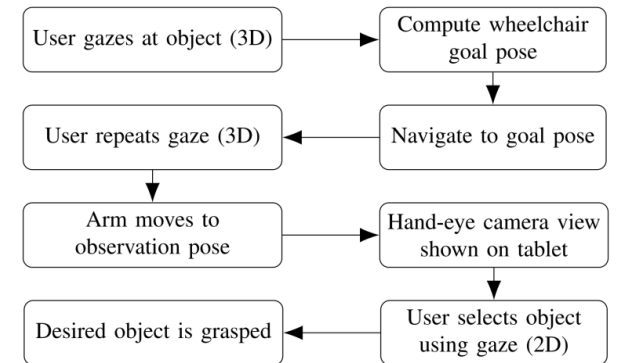 User gazes at object (3D)
Compute wheelchair
goal pose
Navigate to goal pose
User repeats gaze (3D)
Arm moves to
observation pose
Hand-eye camera view
shown on tablet
User selects object
using gaze (2D)
Desired object is grasped